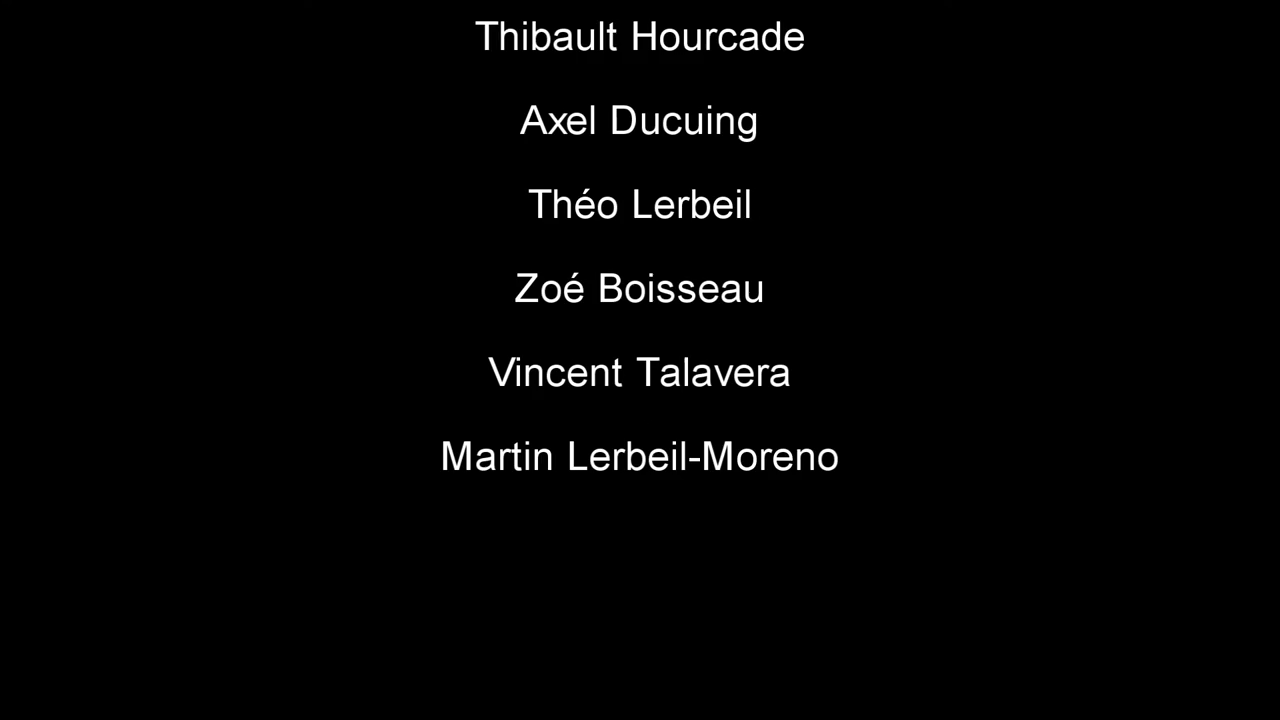 Thibault Hourcade
Axel Ducuing
Théo Lerbeil
Zoé Boisseau
Vincent Talavera
Martin Lerbeil-Moreno